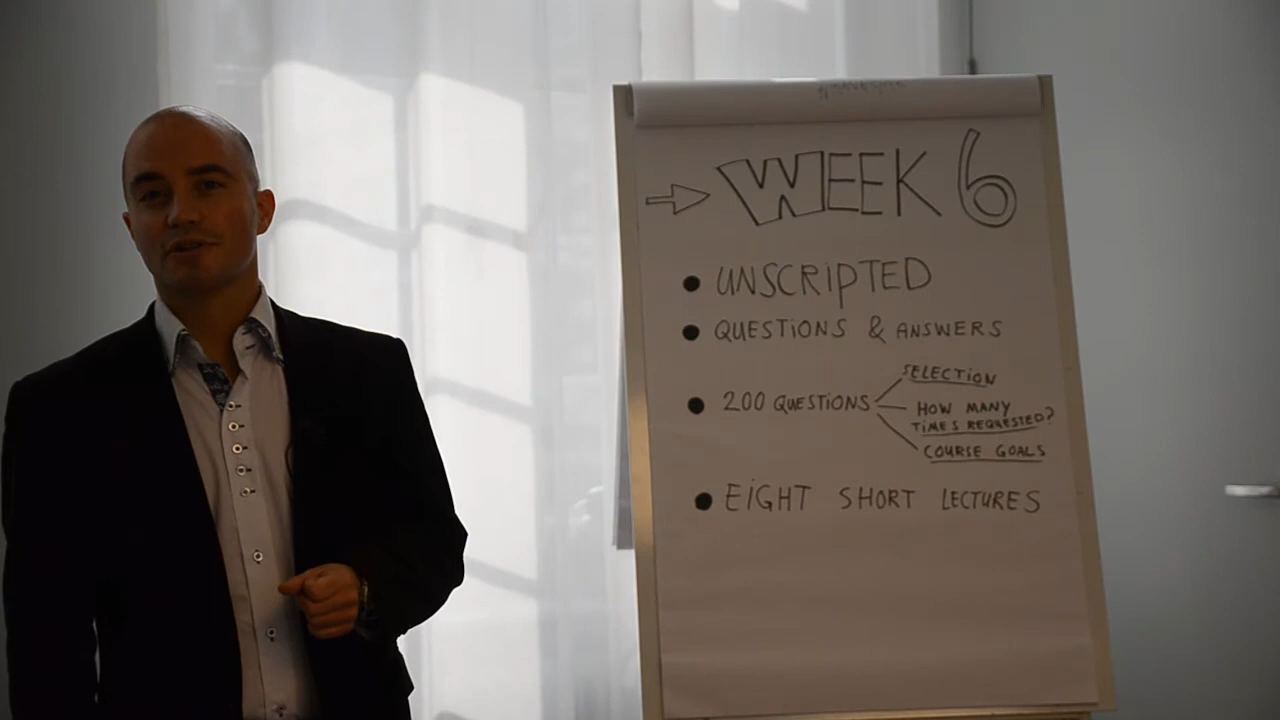 WEEK 6
UNSCRIPTED
QUESTIONS & ANSWERS
200 QUESTIONS
SELECTION
HOW MANY
TIMES REQUESTED?
COURSE GOALS
EIGHT SHORT LECTURES